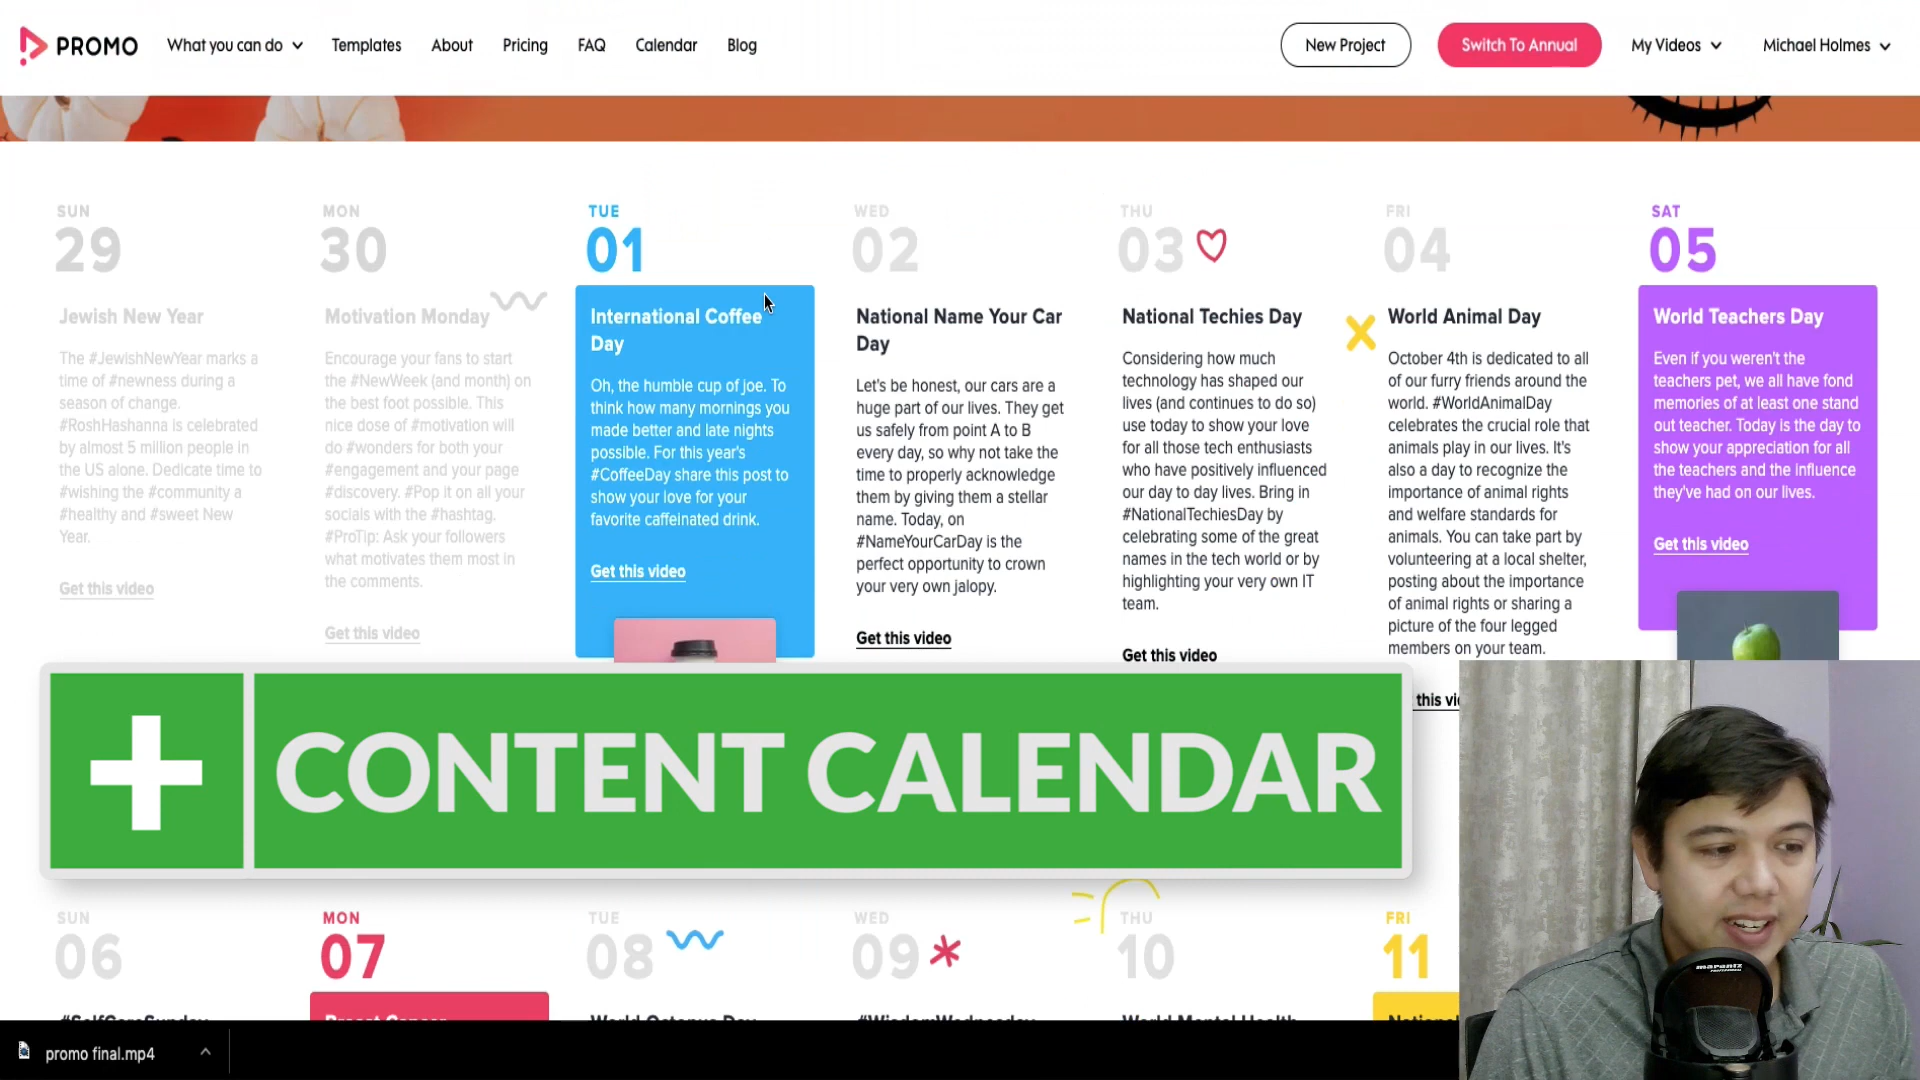 PROMO
What you can do
Templates
About
Pricing
FAQ
Calendar
Blog
New Project
Switch To Annual
My Videos
Michael Holmes
SUN
29
Jewish New Year
The #JewishNewYear marks a
time of #newness during a
season of change.
#RoshHashanna is celebrated
by almost 5 million people in
the US alone. Dedicate time to
#wishing the #community a
#healthy and #sweet New
Year.
Get this video
MON
30
Motivation Monday
Encourage your fans to start
the #NewWeek (and month) on
the best foot possible. This
nice dose of #motivation will
do #wonders for both your
#engagement and your page
#discovery. #Pop it on all your
socials with the #hashtag.
#ProTip: Ask your followers
what motivates them most in
the comments.
Get this video
TUE
01
International Coffee
Day
Oh, the humble cup of joe. To
think how many mornings you
made better and late nights
possible. For this year's
#CoffeeDay share this post to
show your love for your
favorite caffeinated drink.
Get this video
WED
02
National Name Your Car
Day
Let's be honest, our cars are a
huge part of our lives. They get
us safely from point A to B
every day, so why not take the
time to properly acknowledge
them by giving them a stellar
name. Today, on
#NameYourCarDay is the
perfect opportunity to crown
your very own jalopy.
Get this video
THU
03
National Techies Day
Considering how much
technology has shaped our
lives (and continues to do so)
use today to show your love
for all those tech enthusiasts
who have positively influenced
our day to day lives. Bring in
#NationalTechiesDay by
celebrating some of the great
names in the tech world or by
highlighting your very own IT
team.
Get this video
FRI
04
World Animal Day
October 4th is dedicated to all
of our furry friends around the
world. #WorldAnimalDay
celebrates the crucial role that
animals play in our lives. It's
also a day to recognize the
importance of animal rights
and welfare standards for
animals. You can take part by
volunteering at a local shelter,
posting about the importance
of animal rights or sharing a
picture of the four legged
members on your team.
this vi
SAT
05
World Teachers Day
Even if you weren't the
teachers pet, we all have fond
memories of at least one stand
out teacher. Today is the day to
show your appreciation for all
the teachers and the influence
they've had on our lives.
Get this video
CONTENT CALENDAR
SUN
06
#SelfCareSunday
MON
07
Breast Cancer
TUE
08
World Octopus Day
WED
09
#WisdomWednesday
THU
10
World Mental Health
FRI
11
National
marantz
promo final.mp4